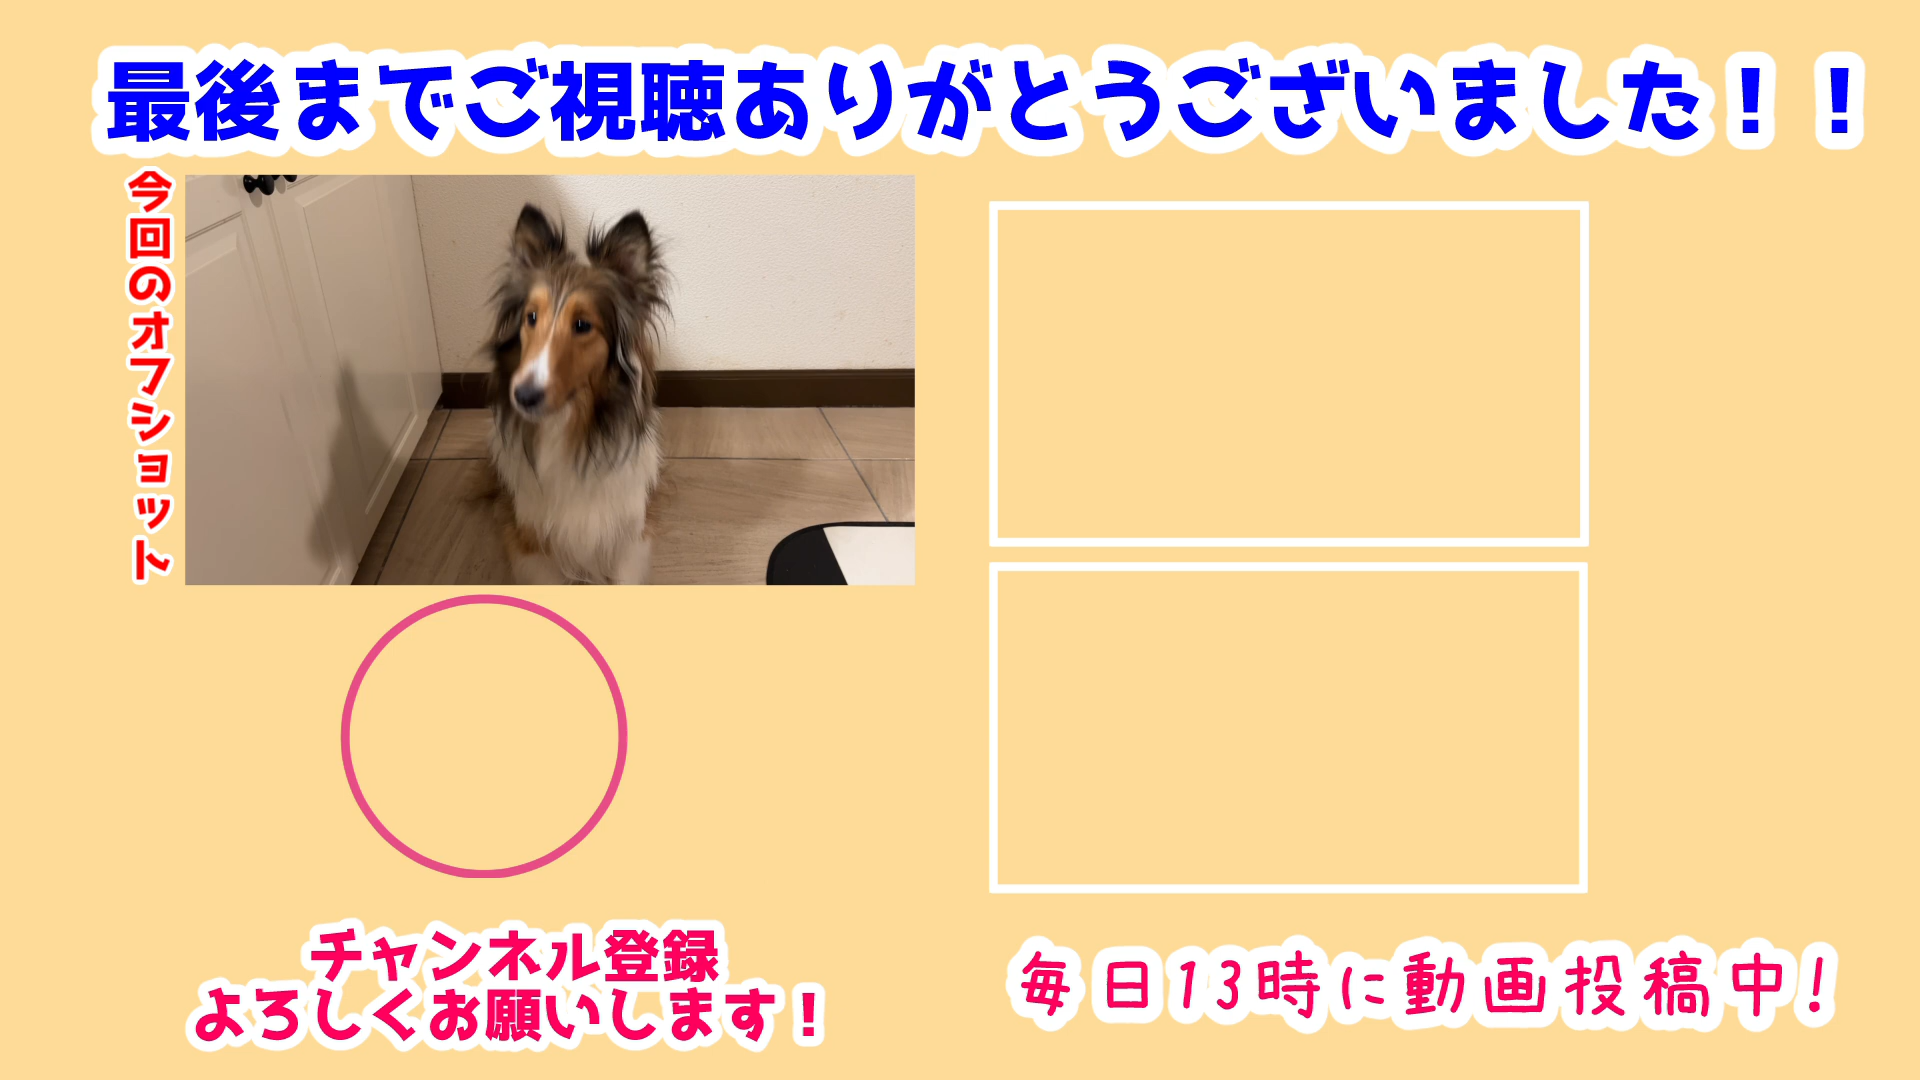 最後までご視聴ありがとうございました！！
今回のオフショット
チャンネル登録
よろしくお願いします！
毎日13時に動画投稿中!